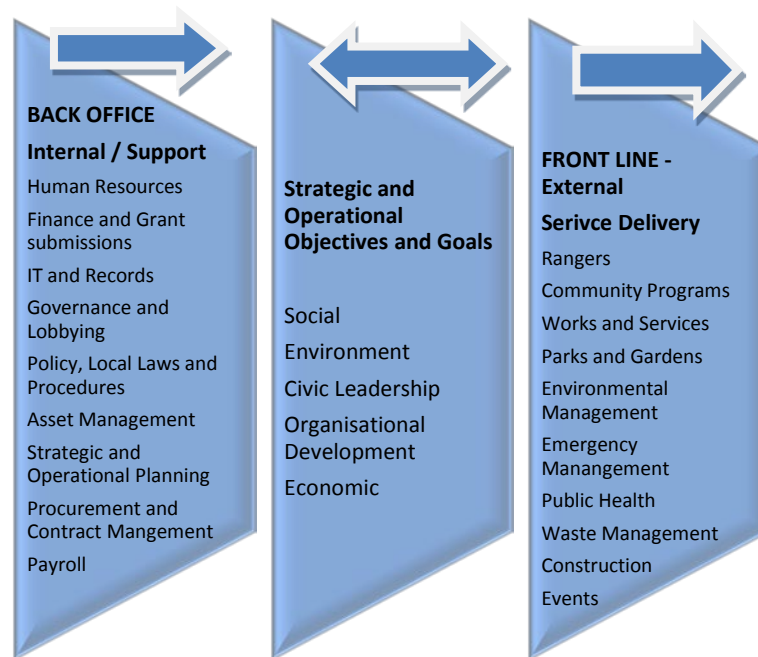 BACK OFFICE
Internal / Support
Human Resources
Finance and Grant
submissions
IT and Records
Governance and
Lobbying
Policy, Local Laws and
Procedures
Asset Management
Strategic and
Operational Planning
Procurement and
Contract Mangement
Payroll
Strategic and
Operational
Objectives and Goals
Social
Environment
Civic Leadership
Organisational
Development
Economic
FRONT LINE -
External
Serivce Delivery
Rangers
Community Programs
Works and Services
Parks and Gardens
Environmental
Management
Emergency
Manangement
Public Health
Waste Management
Construction
Events